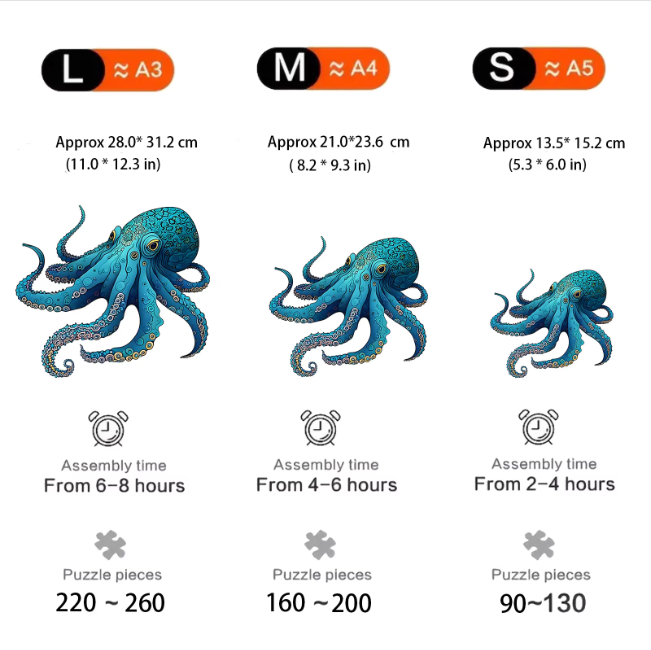 L ≈ A3
M ≈ A4
S ≈ A5
Approx 28.0* 31.2 cm
(11.0 * 12.3 in)
Approx 21.0*23.6 cm
( 8.2 * 9.3 in)
Approx 13.5* 15.2 cm
(5.3 * 6.0 in)
Assembly time
From 6-8 hours
Assembly time
From 4-6 hours
Assembly time
From 2-4 hours
Puzzle pieces
220 ~ 260
Puzzle pieces
160 ~200
Puzzle pieces
90~130